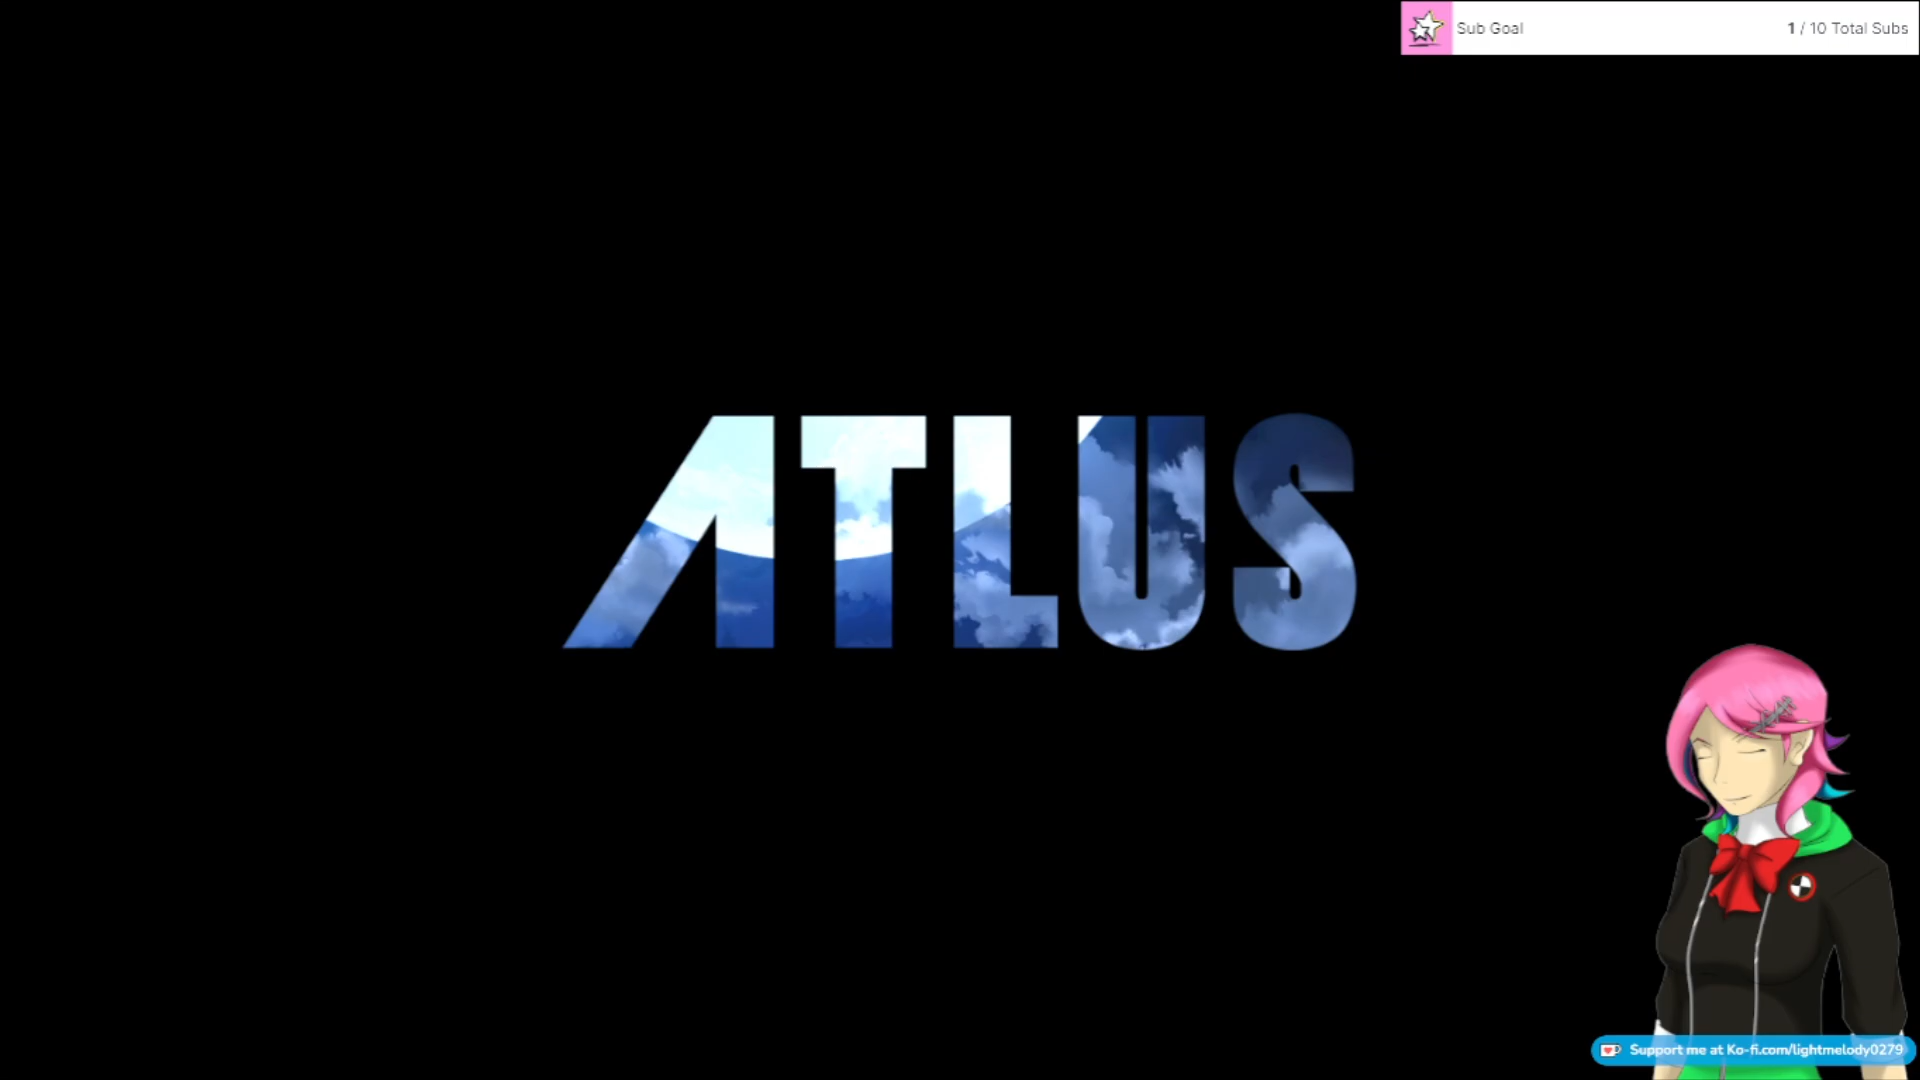 Sub Goal 1 / 10 Total Subs
ATLUS
Support me at Ko-fi.com/lightmelody0279